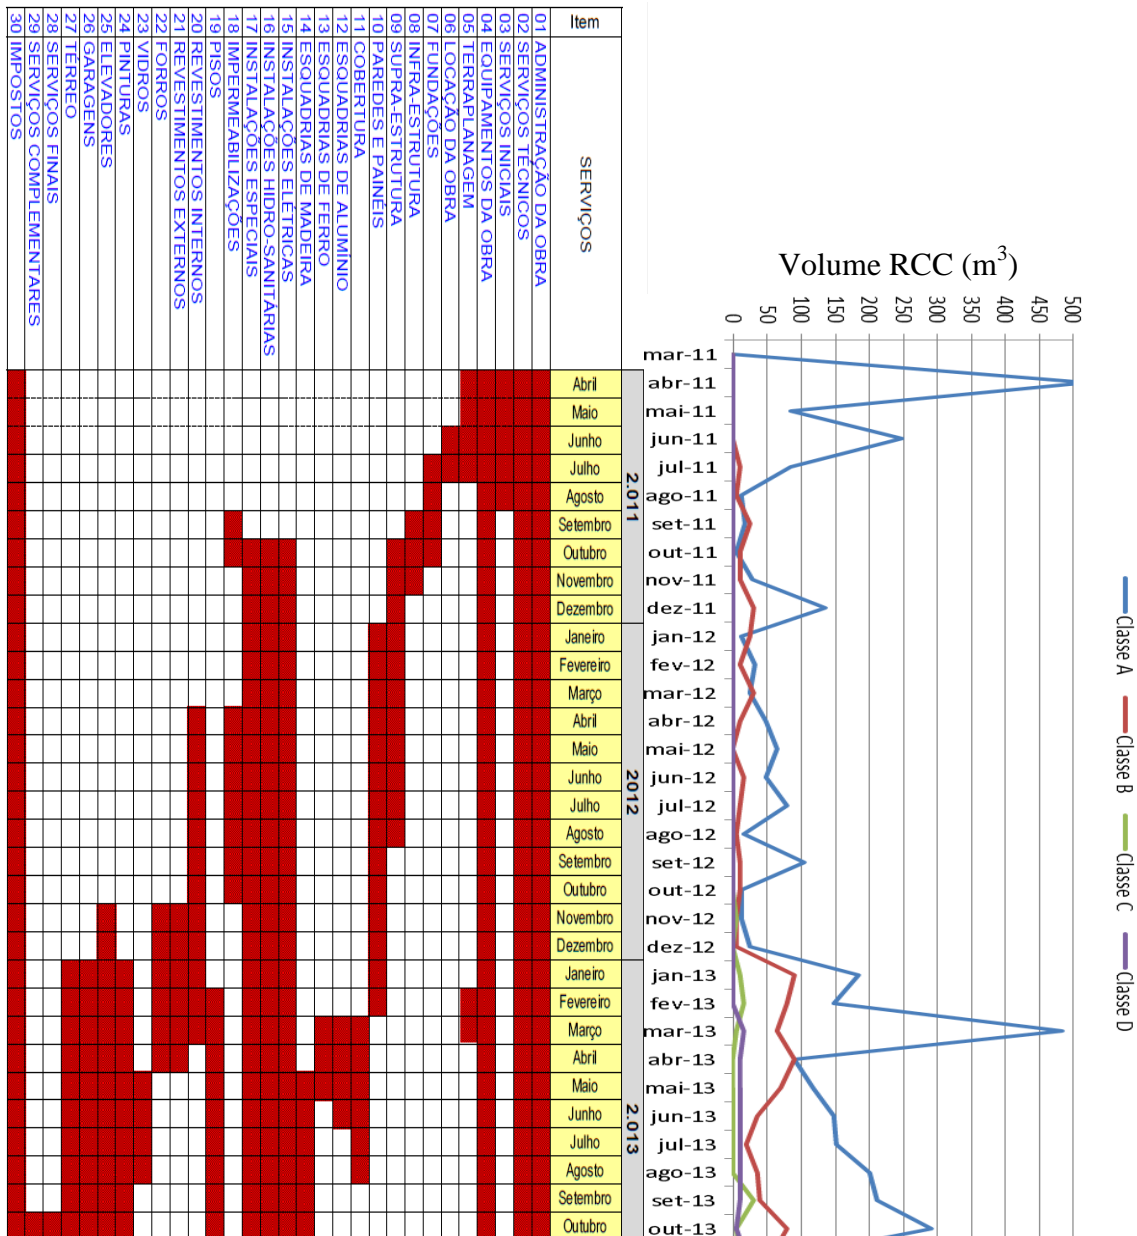 Item
SERVIÇOS
01 ADMINISTRAÇÃO DA OBRA
02 SERVIÇOS TÉCNICOS
03 SERVIÇOS INICIAIS
04 EQUIPAMENTOS DA OBRA
05 TERRAPLANAGEM
06 LOCAÇÃO DA OBRA
07 FUNDAÇÕES
08 INFRA-ESTRUTURA
09 SUPRA-ESTRUTURA
10 PAREDES E PAINÉIS
11 COBERTURA
12 ESQUADRIAS DE ALUMÍNIO
13 ESQUADRIAS DE FERRO
14 ESQUADRIAS DE MADEIRA
15 INSTALAÇÕES ELÉTRICAS
16 INSTALAÇÕES HIDRO-SANITÁRIAS
17 INSTALAÇÕES ESPECIAIS
18 IMPERMEABILIZAÇÕES
19 PISOS
20 REVESTIMENTOS INTERNOS
21 REVESTIMENTOS EXTERNOS
22 FORROS
23 VIDROS
24 PINTURAS
25 ELEVADORES
26 GARAGENS
27 TÉRREO
28 SERVIÇOS FINAIS
29 SERVIÇOS COMPLEMENTARES
30 IMPOSTOS
2.011
Abril
Maio
Junho
Julho
Agosto
Setembro
Outubro
Novembro
Dezembro
2012
Janeiro
Fevereiro
Março
Abril
Maio
Junho
Julho
Agosto
Setembro
Outubro
Novembro
Dezembro
2.013
Janeiro
Fevereiro
Março
Abril
Maio
Junho
Julho
Agosto
Setembro
Outubro
Volume RCC (m³)
0
50
100
150
200
250
300
350
400
450
500
mar-11
abr-11
mai-11
jun-11
jul-11
ago-11
set-11
out-11
nov-11
dez-11
jan-12
fev-12
mar-12
abr-12
mai-12
jun-12
jul-12
ago-12
set-12
out-12
nov-12
dez-12
jan-13
fev-13
mar-13
abr-13
mai-13
jun-13
jul-13
ago-13
set-13
out-13
Classe A
Classe B
Classe C
Classe D